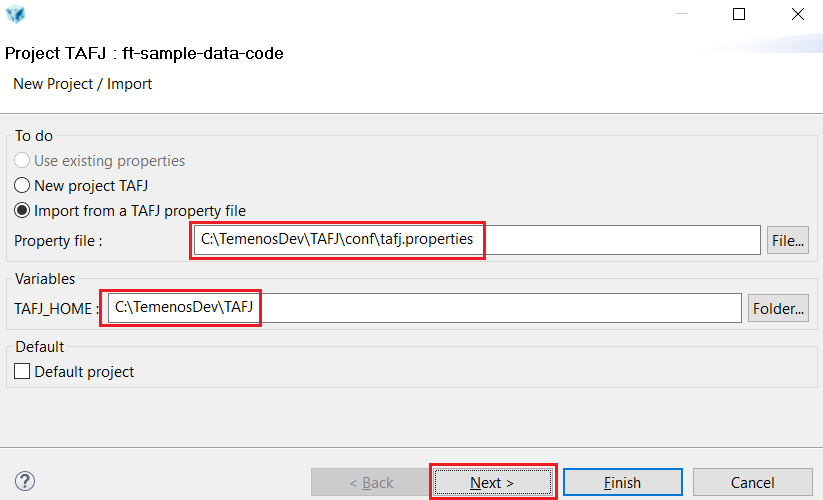 Project TAFJ : ft-sample-data-code
New Project / Import
To do
Use existing properties
New project TAFJ
Import from a TAFJ property file
Property file : C:\TemenosDev\TAFJ\conf\tafj.properties File...
Variables
TAFJ_HOME : C:\TemenosDev\TAFJ Folder...
Default
Default project
? < Back Next > Finish Cancel